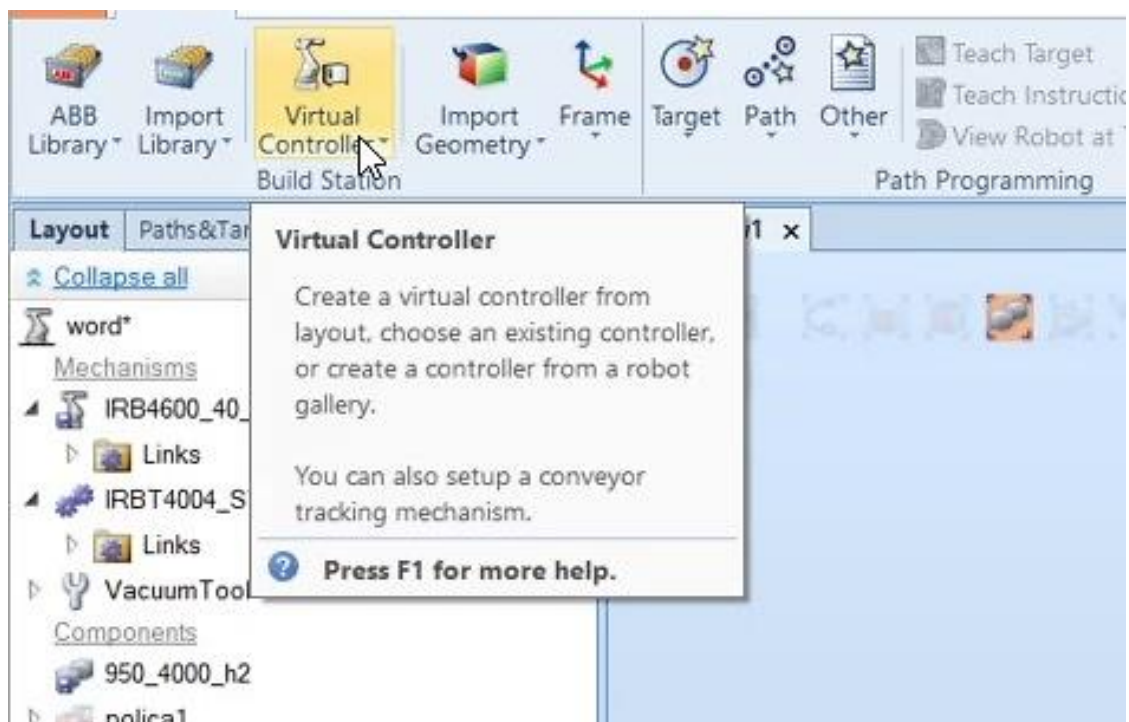 ABB
Library
Import
Library
Virtual
Controller
Import
Geometry
Frame
Target
Path
Other
Teach Target
Teach Instructio
View Robot at
Build Station
Path Programming
Layout
Paths&Tar
w1
Collapse all
word*
Mechanisms
IRB4600_40_
Links
IRBT4004_S
Links
VacuumTool
Components
950_4000_h2
polica1
Virtual Controller
Create a virtual controller from
layout, choose an existing controller,
or create a controller from a robot
gallery.
You can also setup a conveyor
tracking mechanism.
Press F1 for more help.